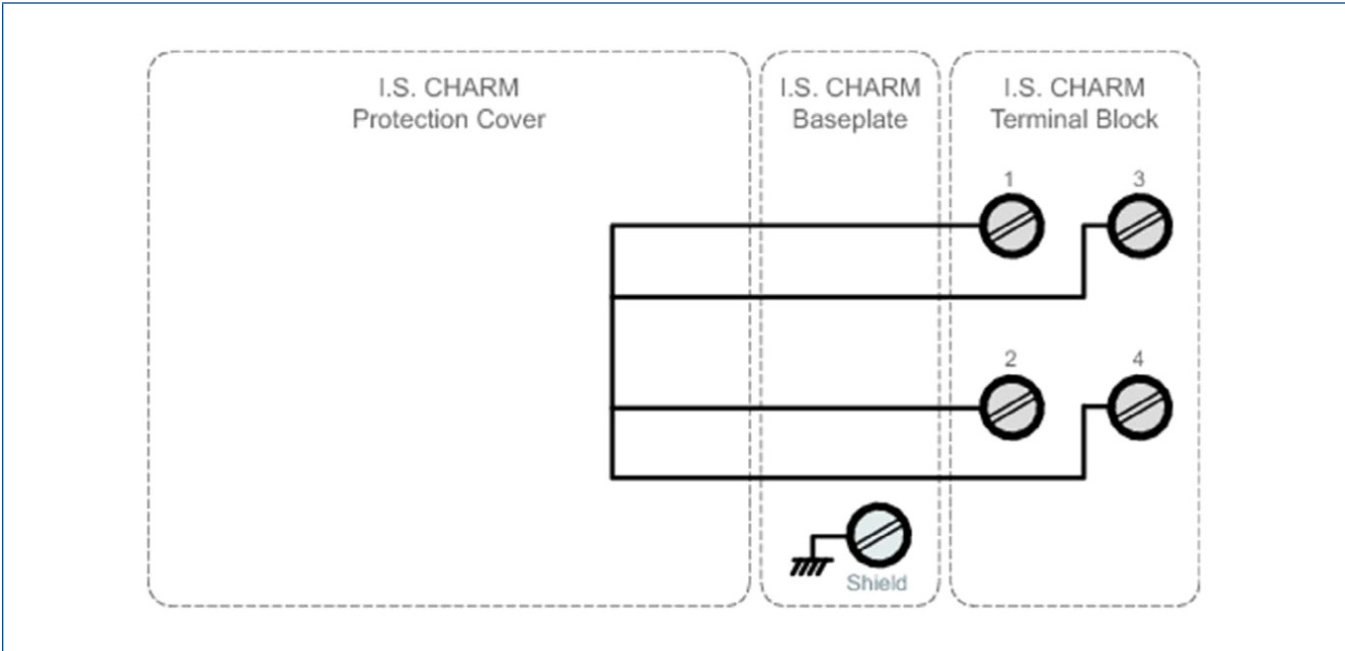 I.S. CHARM
Protection Cover
I.S. CHARM
Baseplate
I.S. CHARM
Terminal Block
1
3
2
4
Shield